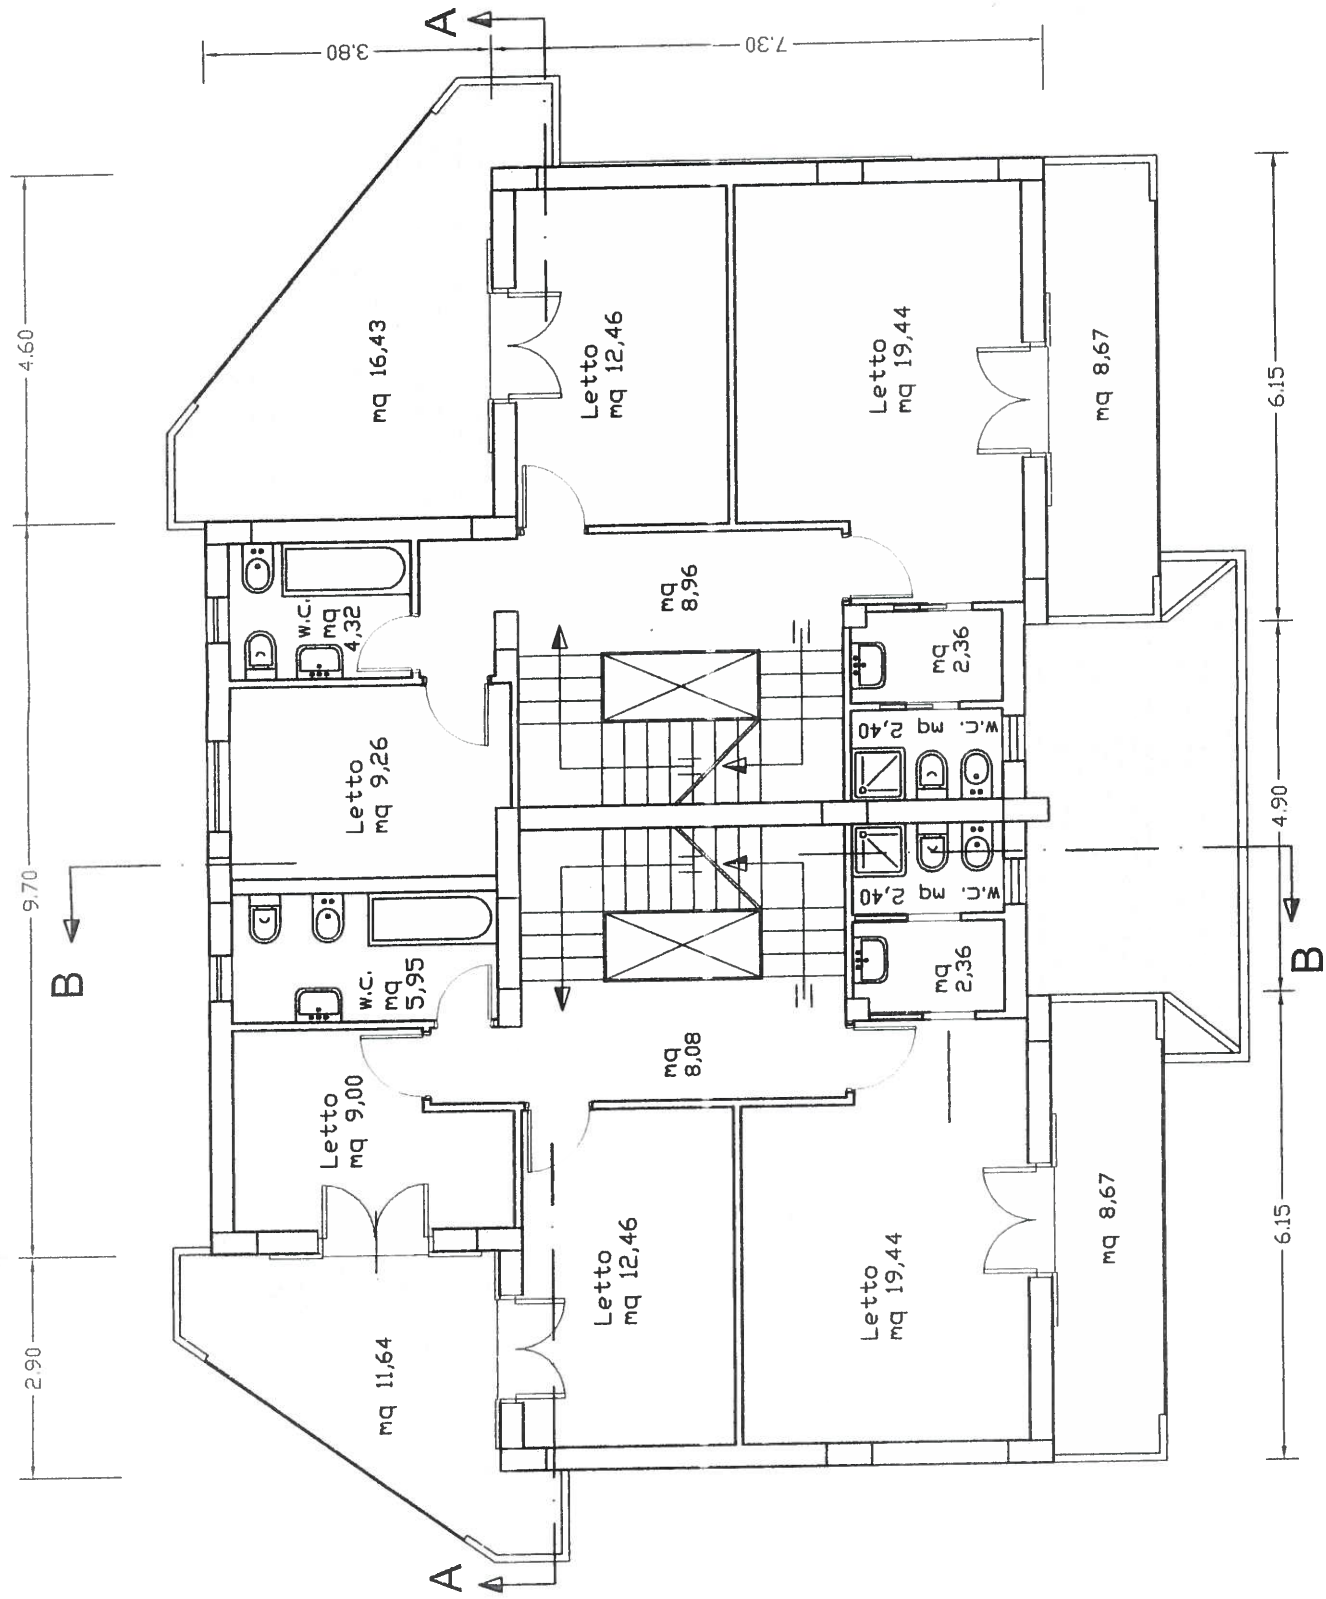 A
3.80
7.30
4.60
9.70
2.90
mq 16,43
Letto
mq 12,46
Letto
mq 19,44
mq 8,67
6.15
w.c.
mq
4,32
mq
8,96
mq
2,36
w.c.
mq
2,40
Letto
mq 9,26
4.90
B
B
w.c.
mq
5,95
w.c.
mq
2,40
mq
2,36
mq
8,08
Letto
mq 9,00
mq 11,64
Letto
mq 12,46
Letto
mq 19,44
mq 8,67
6.15
A